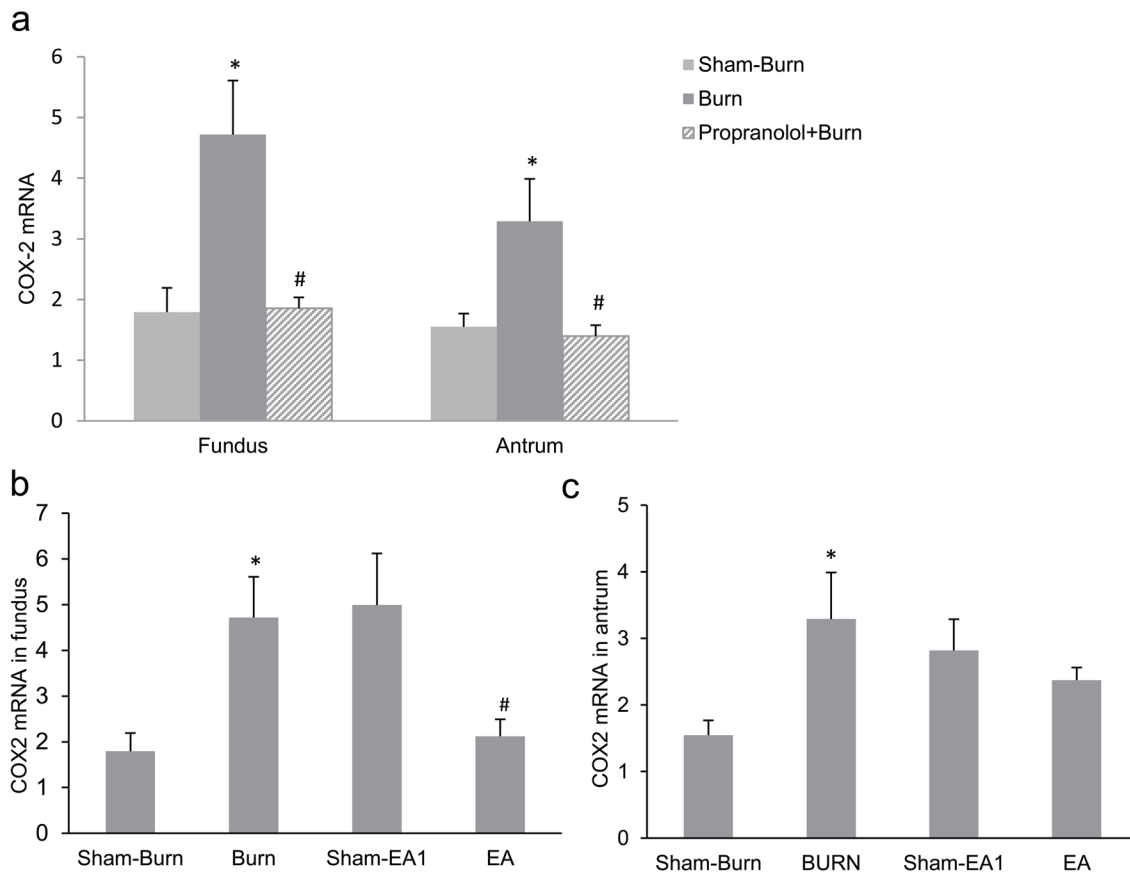 a
6
5
4
3
2
1
0
COX-2 mRNA
*
#
*
#
Fundus
Antrum
Sham-Burn
Burn
Propranolol+Burn
b
7
6
5
4
3
2
1
0
COX2 mRNA in fundus
*
#
Sham-Burn Burn Sham-EA1 EA
c
5
4
3
2
1
0
COX2 mRNA in antrum
*
Sham-Burn BURN Sham-EA1 EA